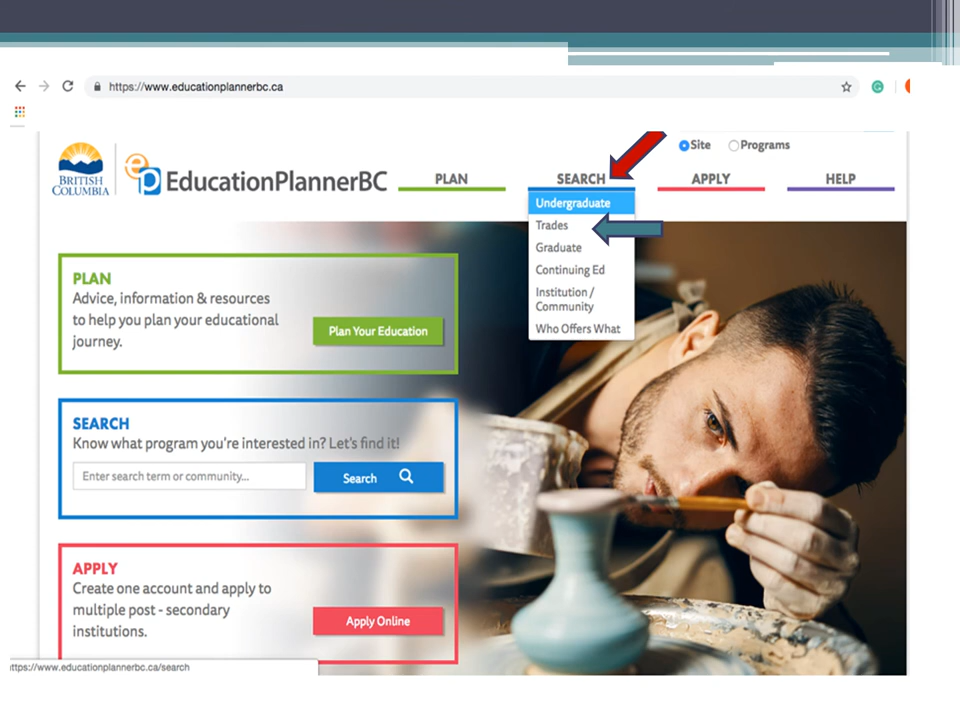 https://www.educationplannerbc.ca
Site Programs
BRITISH
COLUMBIA
ep EducationPlannerBC
PLAN SEARCH APPLY HELP
Undergraduate
Trades
Graduate
Continuing Ed
Institution /
Community
Who Offers What
PLAN
Advice, information & resources
to help you plan your educational
journey.
Plan Your Education
SEARCH
Know what program you're interested in? Let's find it!
Enter search term or community...
Search
APPLY
Create one account and apply to
multiple post - secondary
institutions.
Apply Online
ttps://www.educationplannerbc.ca/search